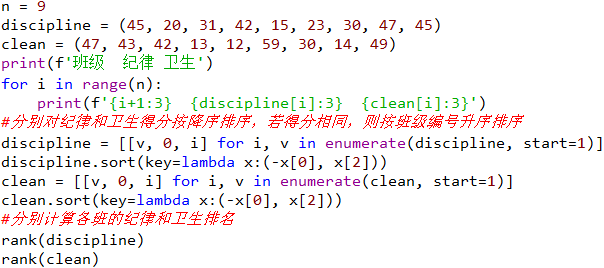 n = 9
discipline = (45, 20, 31, 42, 15, 23, 30, 47, 45)
clean = (47, 43, 42, 13, 12, 59, 30, 14, 49)
print(f'班级  纪律 卫生')
for i in range(n):
    print(f'{i+1:3}  {discipline[i]:3}  {clean[i]:3}')
#分别对纪律和卫生得分按降序排序，若得分相同，则按班级编号升序排序
discipline = [[v, 0, i] for i, v in enumerate(discipline, start=1)]
discipline.sort(key=lambda x:(-x[0], x[2]))
clean = [[v, 0, i] for i, v in enumerate(clean, start=1)]
clean.sort(key=lambda x:(-x[0], x[2]))
#分别计算各班的纪律和卫生排名
rank(discipline)
rank(clean)